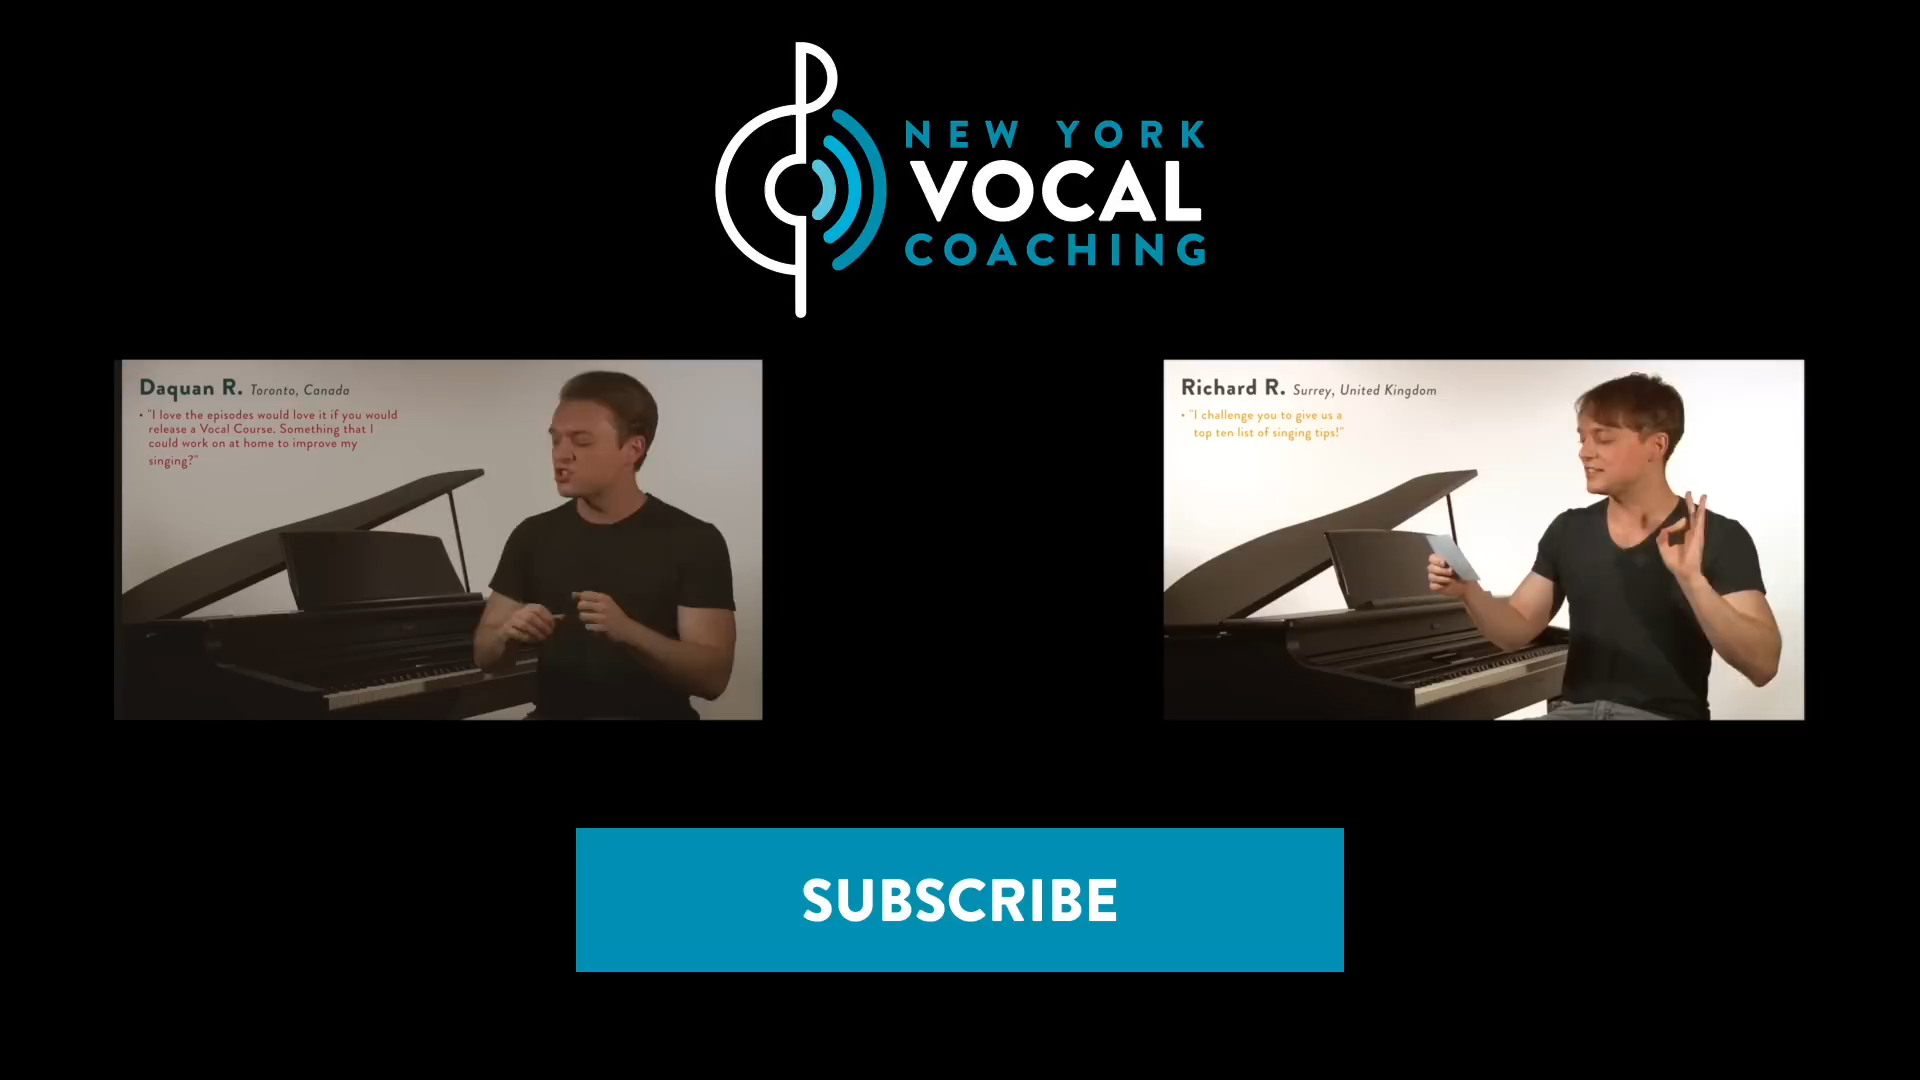 NEW YORK
VOCAL
COACHING
Daquan R. Toronto, Canada
• "I love the episodes would love it if you would
release a Vocal Course. Something that I
could work on at home to improve my
singing?"
Richard R. Surrey, United Kingdom
• "I challenge you to give us a
top ten list of singing tips!"
SUBSCRIBE